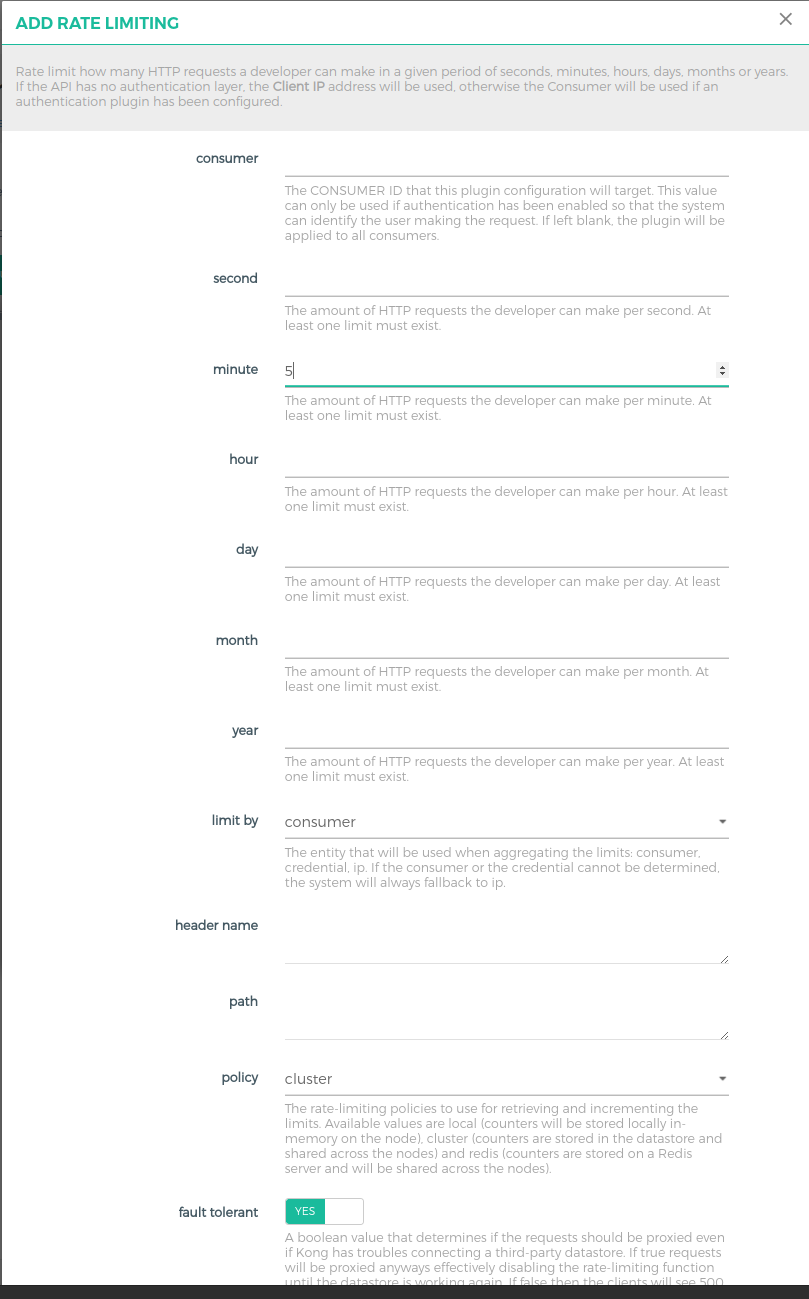 ADD RATE LIMITING
Rate limit how many HTTP requests a developer can make in a given period of seconds, minutes, hours, days, months or years.
If the API has no authentication layer, the Client IP address will be used, otherwise the Consumer will be used if an
authentication plugin has been configured.
consumer
The CONSUMER ID that this plugin configuration will target. This value
can only be used if authentication has been enabled so that the system
can identify the user making the request. If left blank, the plugin will be
applied to all consumers.
second
The amount of HTTP requests the developer can make per second. At
least one limit must exist.
minute
5
The amount of HTTP requests the developer can make per minute. At
least one limit must exist.
hour
The amount of HTTP requests the developer can make per hour. At least
one limit must exist.
day
The amount of HTTP requests the developer can make per day. At least
one limit must exist.
month
The amount of HTTP requests the developer can make per month. At
least one limit must exist.
year
The amount of HTTP requests the developer can make per year. At least
one limit must exist.
limit by
consumer
The entity that will be used when aggregating the limits: consumer,
credential, ip. If the consumer or the credential cannot be determined,
the system will always fallback to ip.
header name
path
policy
cluster
The rate-limiting policies to use for retrieving and incrementing the
limits. Available values are local (counters will be stored locally in-
memory on the node), cluster (counters are stored in the datastore and
shared across the nodes) and redis (counters are stored on a Redis
server and will be shared across the nodes).
fault tolerant
YES
A boolean value that determines if the requests should be proxied even
if Kong has troubles connecting a third-party datastore. If true requests
will be proxied anyways effectively disabling the rate-limiting function
until the datastore is working again. If false then the clients will see 500